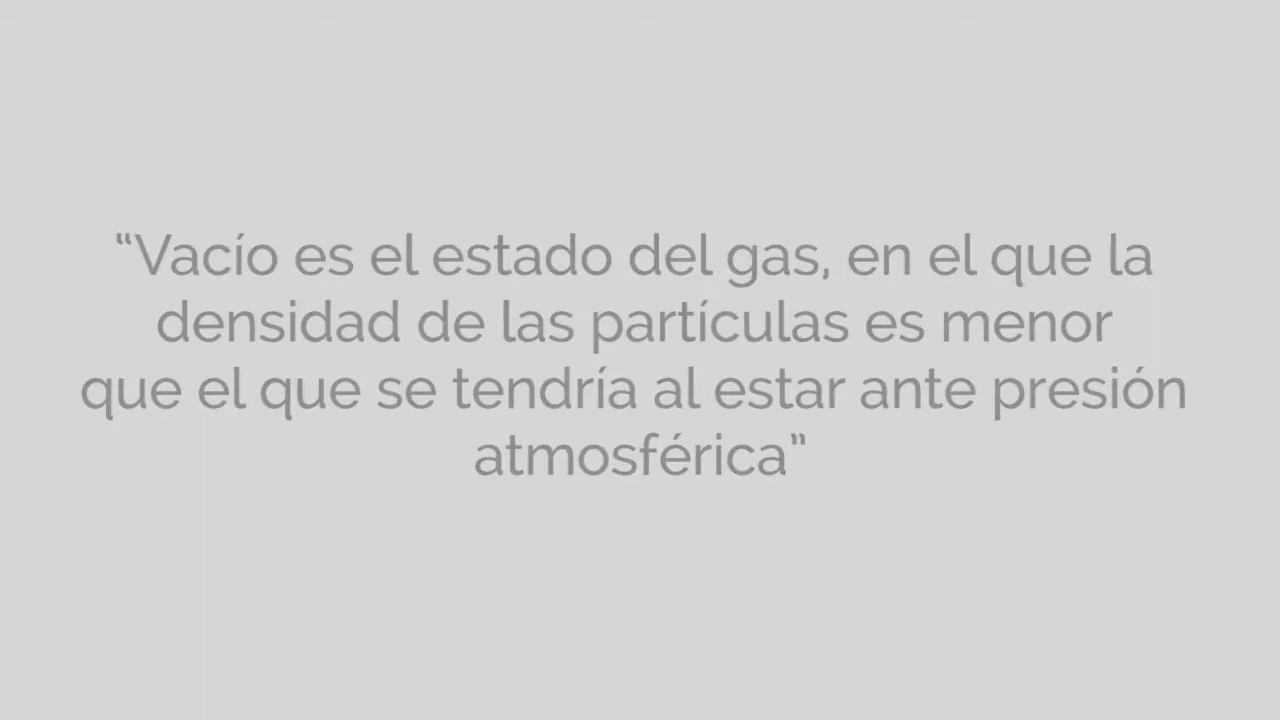 “Vacío es el estado del gas, en el que la
densidad de las partículas es menor
que el que se tendría al estar ante presión
atmosférica”